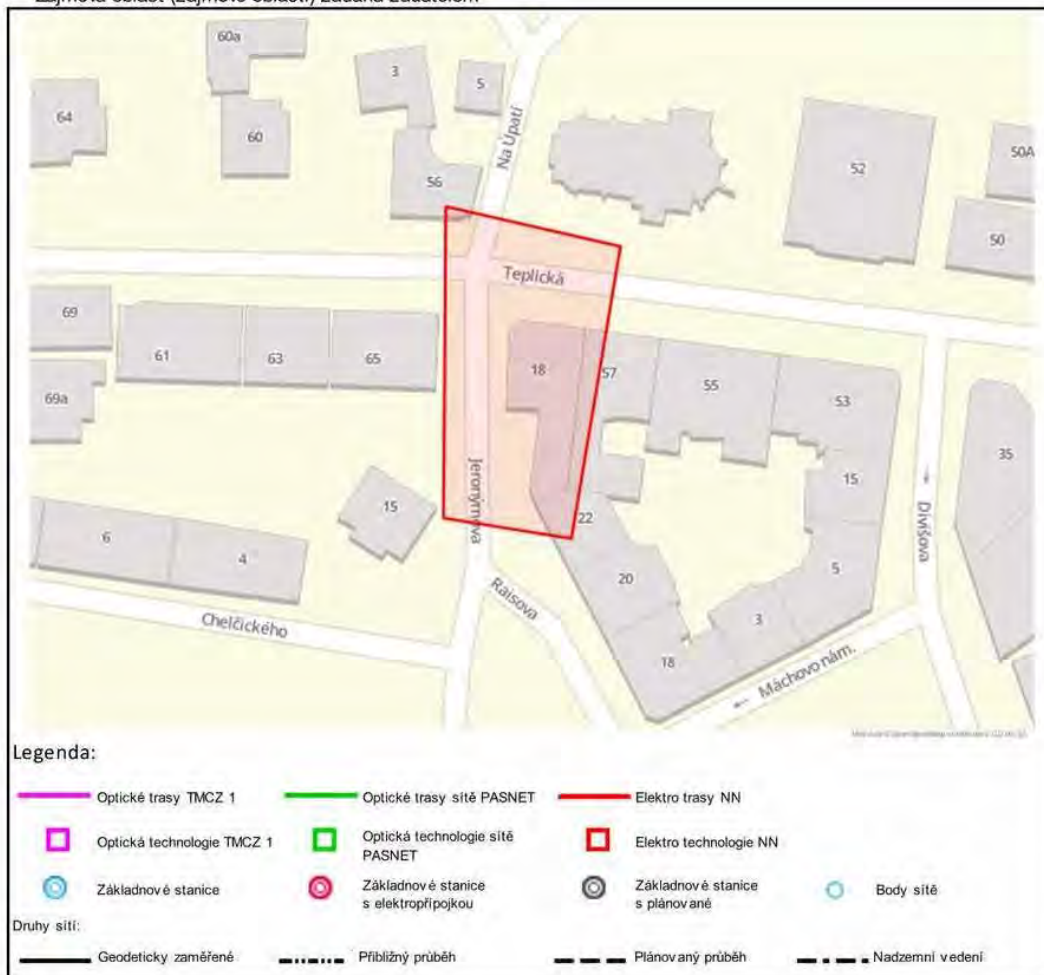 Zájmová oblast (zájmové oblasti) zadaná žadatelem
60a
3
5
64
60
56
Na Úpatí
52
50A
50
Teplická
69
61
63
65
18
57
55
53
69a
35
15
15
Jeronýmova
22
Divišova
6
4
20
5
3
Raisova
Chelčického
18
Máchovo nám.
Legenda:
Optické trasy TMCZ 1
Optické trasy sítě PASNET
Elektro trasy NN
Optická technologie TMCZ 1
Optická technologie sítě
PASNET
Elektro technologie NN
Základnové stanice
Základnové stanice
s elektropřípojkou
Základnové stanice
s plánované
Body sítě
Druhy sítí:
Geodeticky zaměřené
Přibližný průběh
Plánovaný průběh
Nadzemní vedení